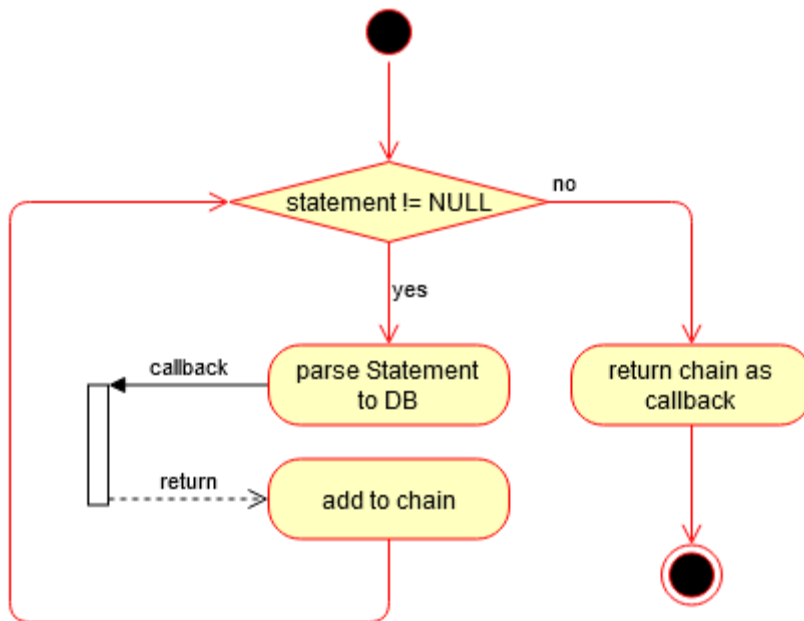 statement != NULL
no
yes
callback
parse Statement
to DB
return chain as
callback
return
add to chain